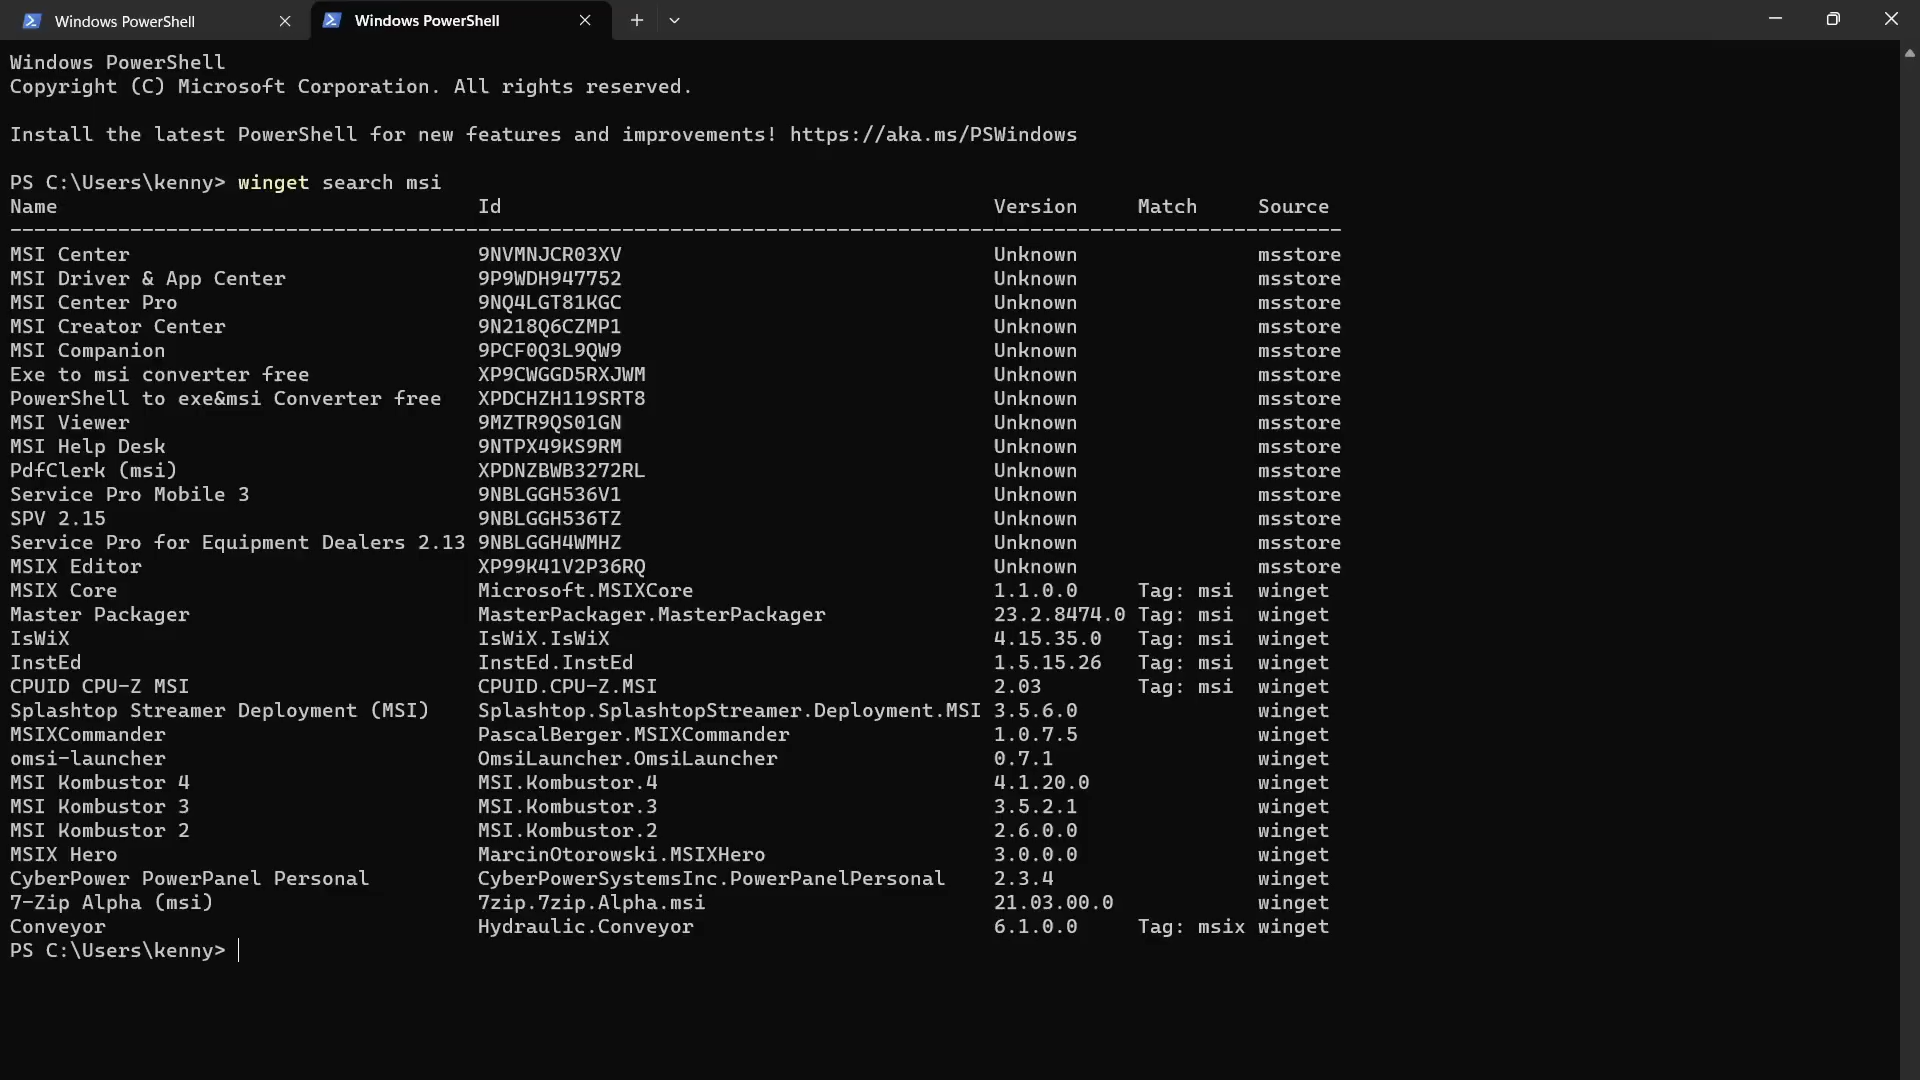 Windows PowerShell
Windows PowerShell
Windows PowerShell
Copyright (C) Microsoft Corporation. All rights reserved.
Install the latest PowerShell for new features and improvements! https://aka.ms/PSWindows
PS C:\Users\kenny> winget search msi
Name Id Version Match Source
--------------------------------------------------------------------------------------------------------------
MSI Center 9NVMNJCR03XV Unknown msstore
MSI Driver & App Center 9P9WDH947752 Unknown msstore
MSI Center Pro 9NQ4LGT81KGC Unknown msstore
MSI Creator Center 9N218Q6CZMP1 Unknown msstore
MSI Companion 9PCF0Q3L9QW9 Unknown msstore
Exe to msi converter free XP9CWGGD5RXJWM Unknown msstore
PowerShell to exe&msi Converter free XPDCHZH119SRT8 Unknown msstore
MSI Viewer 9MZTR9QS01GN Unknown msstore
MSI Help Desk 9NTPX49KS9RM Unknown msstore
PdfClerk (msi) XPDNZBWB3272RL Unknown msstore
Service Pro Mobile 3 9NBLGGH536V1 Unknown msstore
SPV 2.15 9NBLGGH536TZ Unknown msstore
Service Pro for Equipment Dealers 2.13 9NBLGGH4WMHZ Unknown msstore
MSIX Editor XP99K41V2P36RQ Unknown msstore
MSIX Core Microsoft.MSIXCore 1.1.0.0 Tag: msi winget
Master Packager MasterPackager.MasterPackager 23.2.8474.0 Tag: msi winget
IsWiX IsWiX.IsWiX 4.15.35.0 Tag: msi winget
InstEd InstEd.InstEd 1.5.15.26 Tag: msi winget
CPUID CPU-Z MSI CPUID.CPU-Z.MSI 2.03 Tag: msi winget
Splashtop Streamer Deployment (MSI) Splashtop.SplashtopStreamer.Deployment.MSI 3.5.6.0 winget
MSIXCommander PascalBerger.MSIXCommander 1.0.7.5 winget
omsi-launcher OmsiLauncher.OmsiLauncher 0.7.1 winget
MSI Kombustor 4 MSI.Kombustor.4 4.1.20.0 winget
MSI Kombustor 3 MSI.Kombustor.3 3.5.2.1 winget
MSI Kombustor 2 MSI.Kombustor.2 2.6.0.0 winget
MSIX Hero MarcinOtorowski.MSIXHero 3.0.0.0 winget
CyberPower PowerPanel Personal CyberPowerSystemsInc.PowerPanelPersonal 2.3.4 winget
7-Zip Alpha (msi) 7zip.7zip.Alpha.msi 21.03.00.0 winget
Conveyor Hydraulic.Conveyor 6.1.0.0 Tag: msix winget
PS C:\Users\kenny>